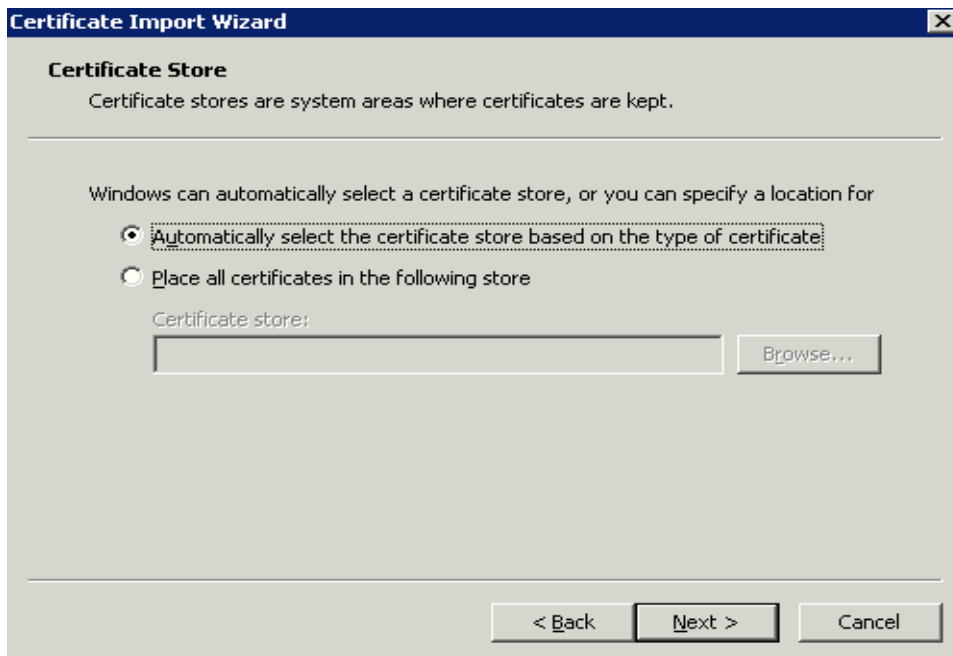 Certificate Import Wizard
Certificate Store
Certificate stores are system areas where certificates are kept.
Windows can automatically select a certificate store, or you can specify a location for
Automatically select the certificate store based on the type of certificate
Place all certificates in the following store
Certificate store:
Browse...
< Back Next > Cancel